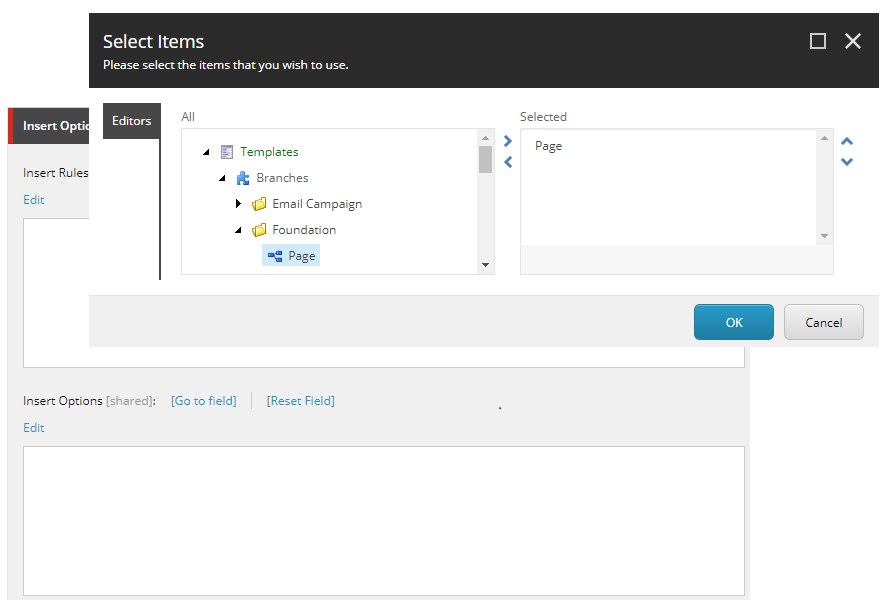 Select Items
Please select the items that you wish to use.
Editors
All
Selected
Templates
Branches
Email Campaign
Foundation
Page
Page
OK
Cancel
Insert Optio
Insert Rules
Edit
Insert Options [shared]: [Go to field] [Reset Field]
Edit